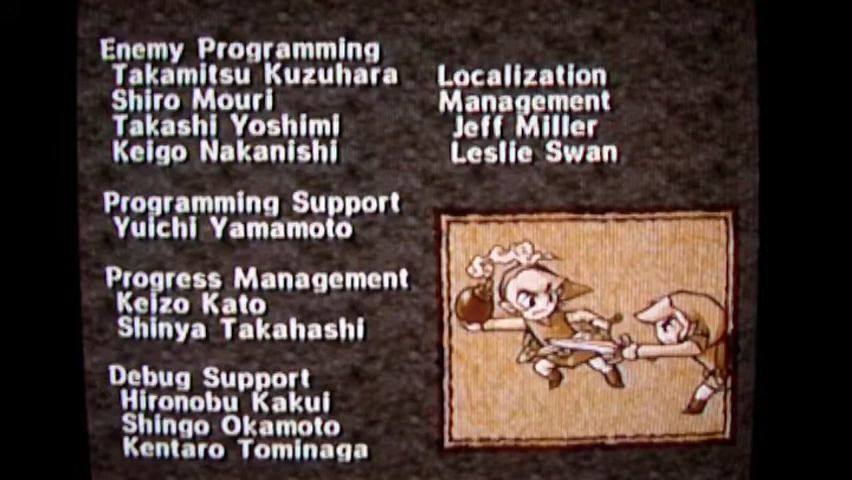 Enemy Programming
Takamitsu Kuzuhara
Shiro Mouri
Takashi Yoshimi
Keigo Nakanishi
Programming Support
Yuichi Yamamoto
Progress Management
Keizo Kato
Shinya Takahashi
Debug Support
Hironobu Kakui
Shingo Okamoto
Kentaro Tominaga
Localization
Management
Jeff Miller
Leslie Swan